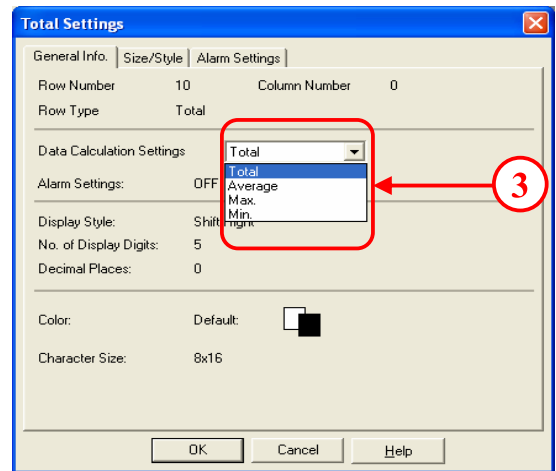 Total Settings
General Info. Size/Style Alarm Settings
Row Number 10 Column Number 0
Row Type Total
Data Calculation Settings Total
Total
Alarm Settings: OFF Average
Max.
Min.
3
Display Style: Shift Right
No. of Display Digits: 5
Decimal Places: 0
Color: Default:
Character Size: 8x16
OK Cancel Help